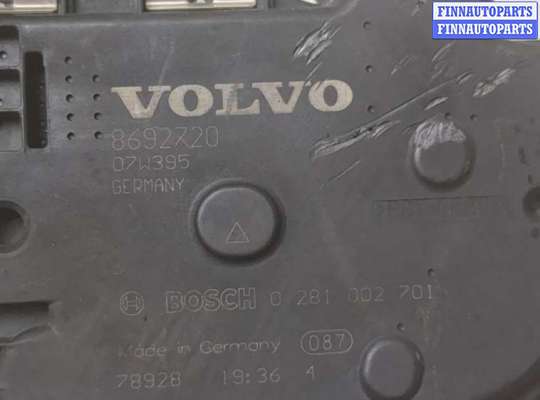 FINNAUTOPARTS
FINNAUTOPARTS
VOLVO
8692720
07W395
GERMANY
BOSCH 0 281 002 701
Made in Germany 087
78928 19:36 4